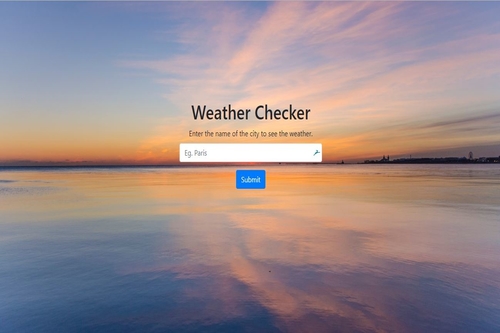 Weather Checker
Enter the name of the city to see the weather.
Eg. Paris
Submit